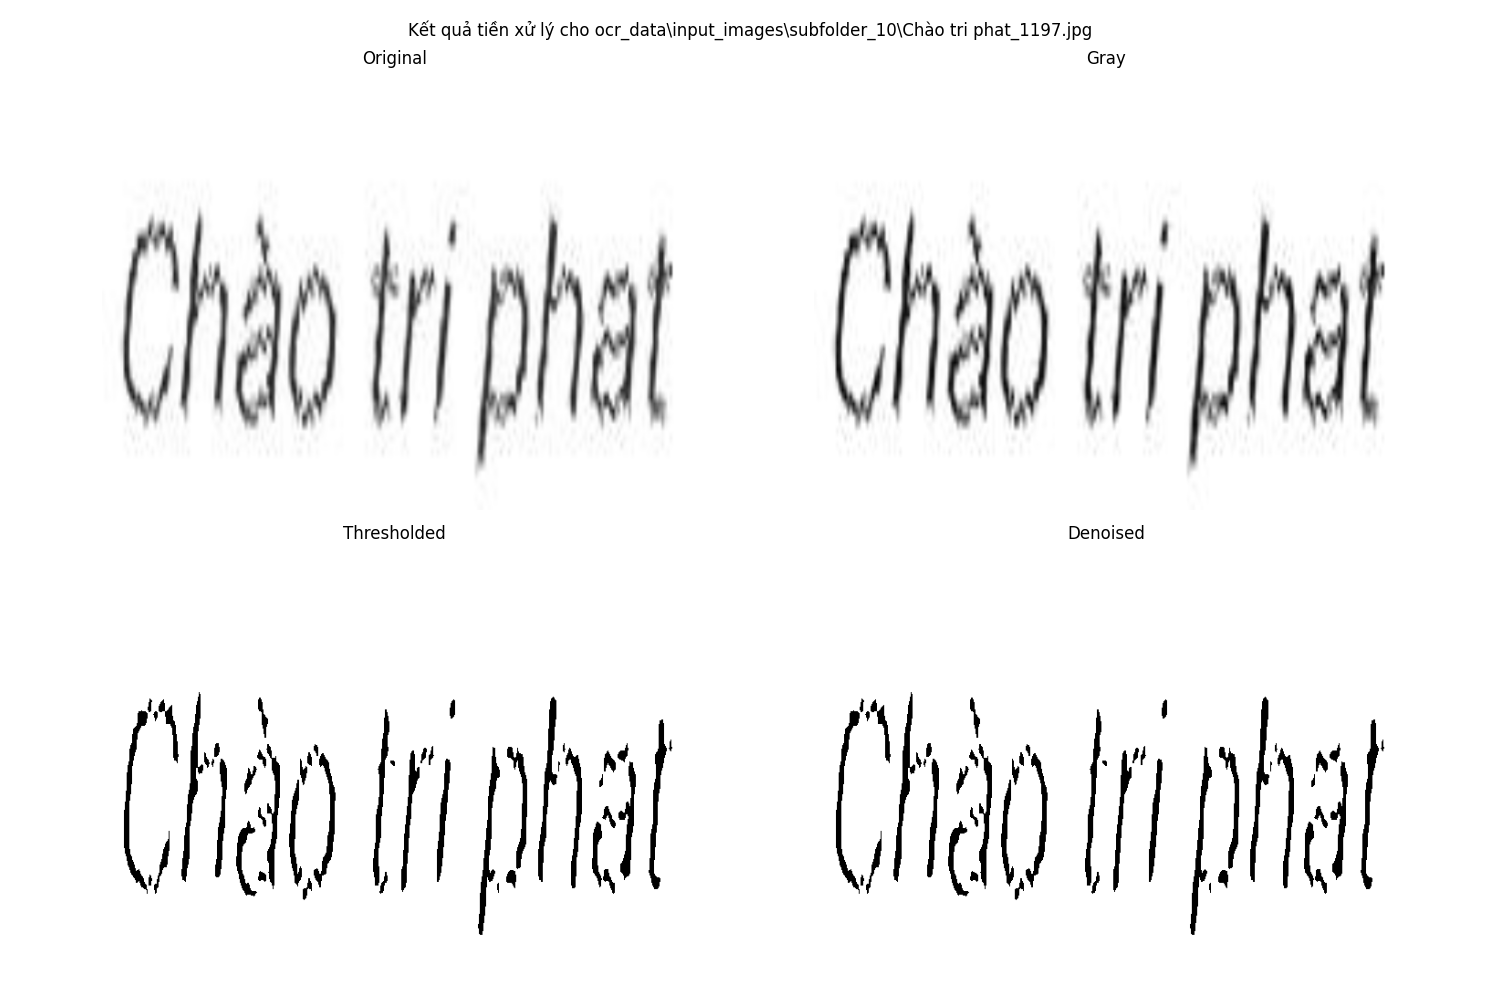 Kết quả tiền xử lý cho ocr_data\input_images\subfolder_10\Chào tri phat_1197.jpg
Original
Gray
Chào tri phat
Chào tri phat
Thresholded
Denoised
Chào tri phat
Chào tri phat